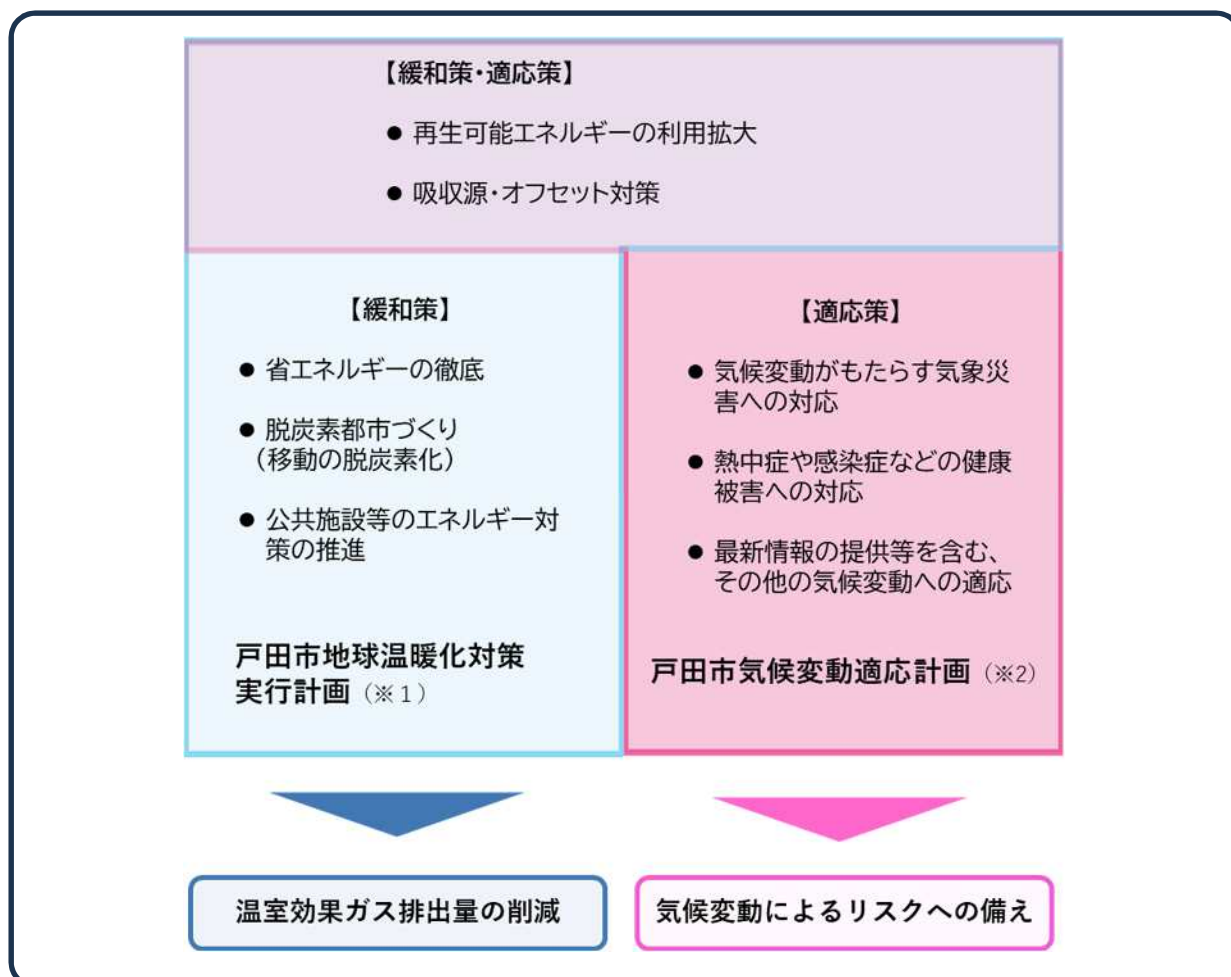 【緩和策・適応策】
● 再生可能エネルギーの利用拡大
● 吸収源・オフセット対策
【緩和策】
● 省エネルギーの徹底
● 脱炭素都市づくり
（移動の脱炭素化）
● 公共施設等のエネルギー対
策の推進
戸田市地球温暖化対策
実行計画（※１）
【適応策】
● 気候変動がもたらす気象災
害への対応
● 熱中症や感染症などの健康
被害への対応
● 最新情報の提供等を含む、
その他の気候変動への適応
戸田市気候変動適応計画（※2）
温室効果ガス排出量の削減
気候変動によるリスクへの備え